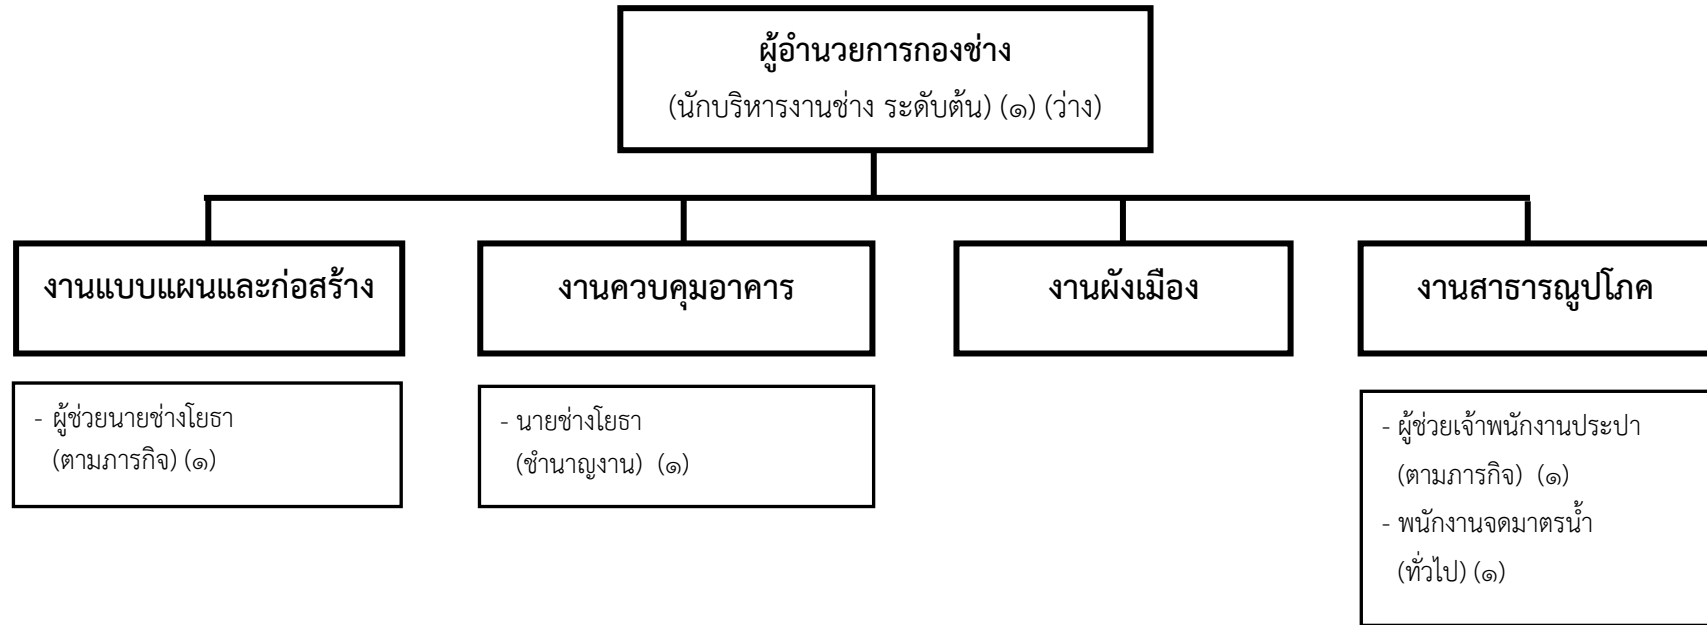 ผู้อำนวยการกองช่าง
(นักบริหารงานช่าง ระดับต้น) (๑) (ว่าง)
งานแบบแผนและก่อสร้าง
- ผู้ช่วยนายช่างโยธา
(ตามภารกิจ) (๑)
งานควบคุมอาคาร
- นายช่างโยธา
(ชำนาญงาน) (๑)
งานผังเมือง
งานสาธารณูปโภค
- ผู้ช่วยเจ้าพนักงานประปา
(ตามภารกิจ) (๑)
- พนักงานจดมาตรน้ำ
(ทั่วไป) (๑)